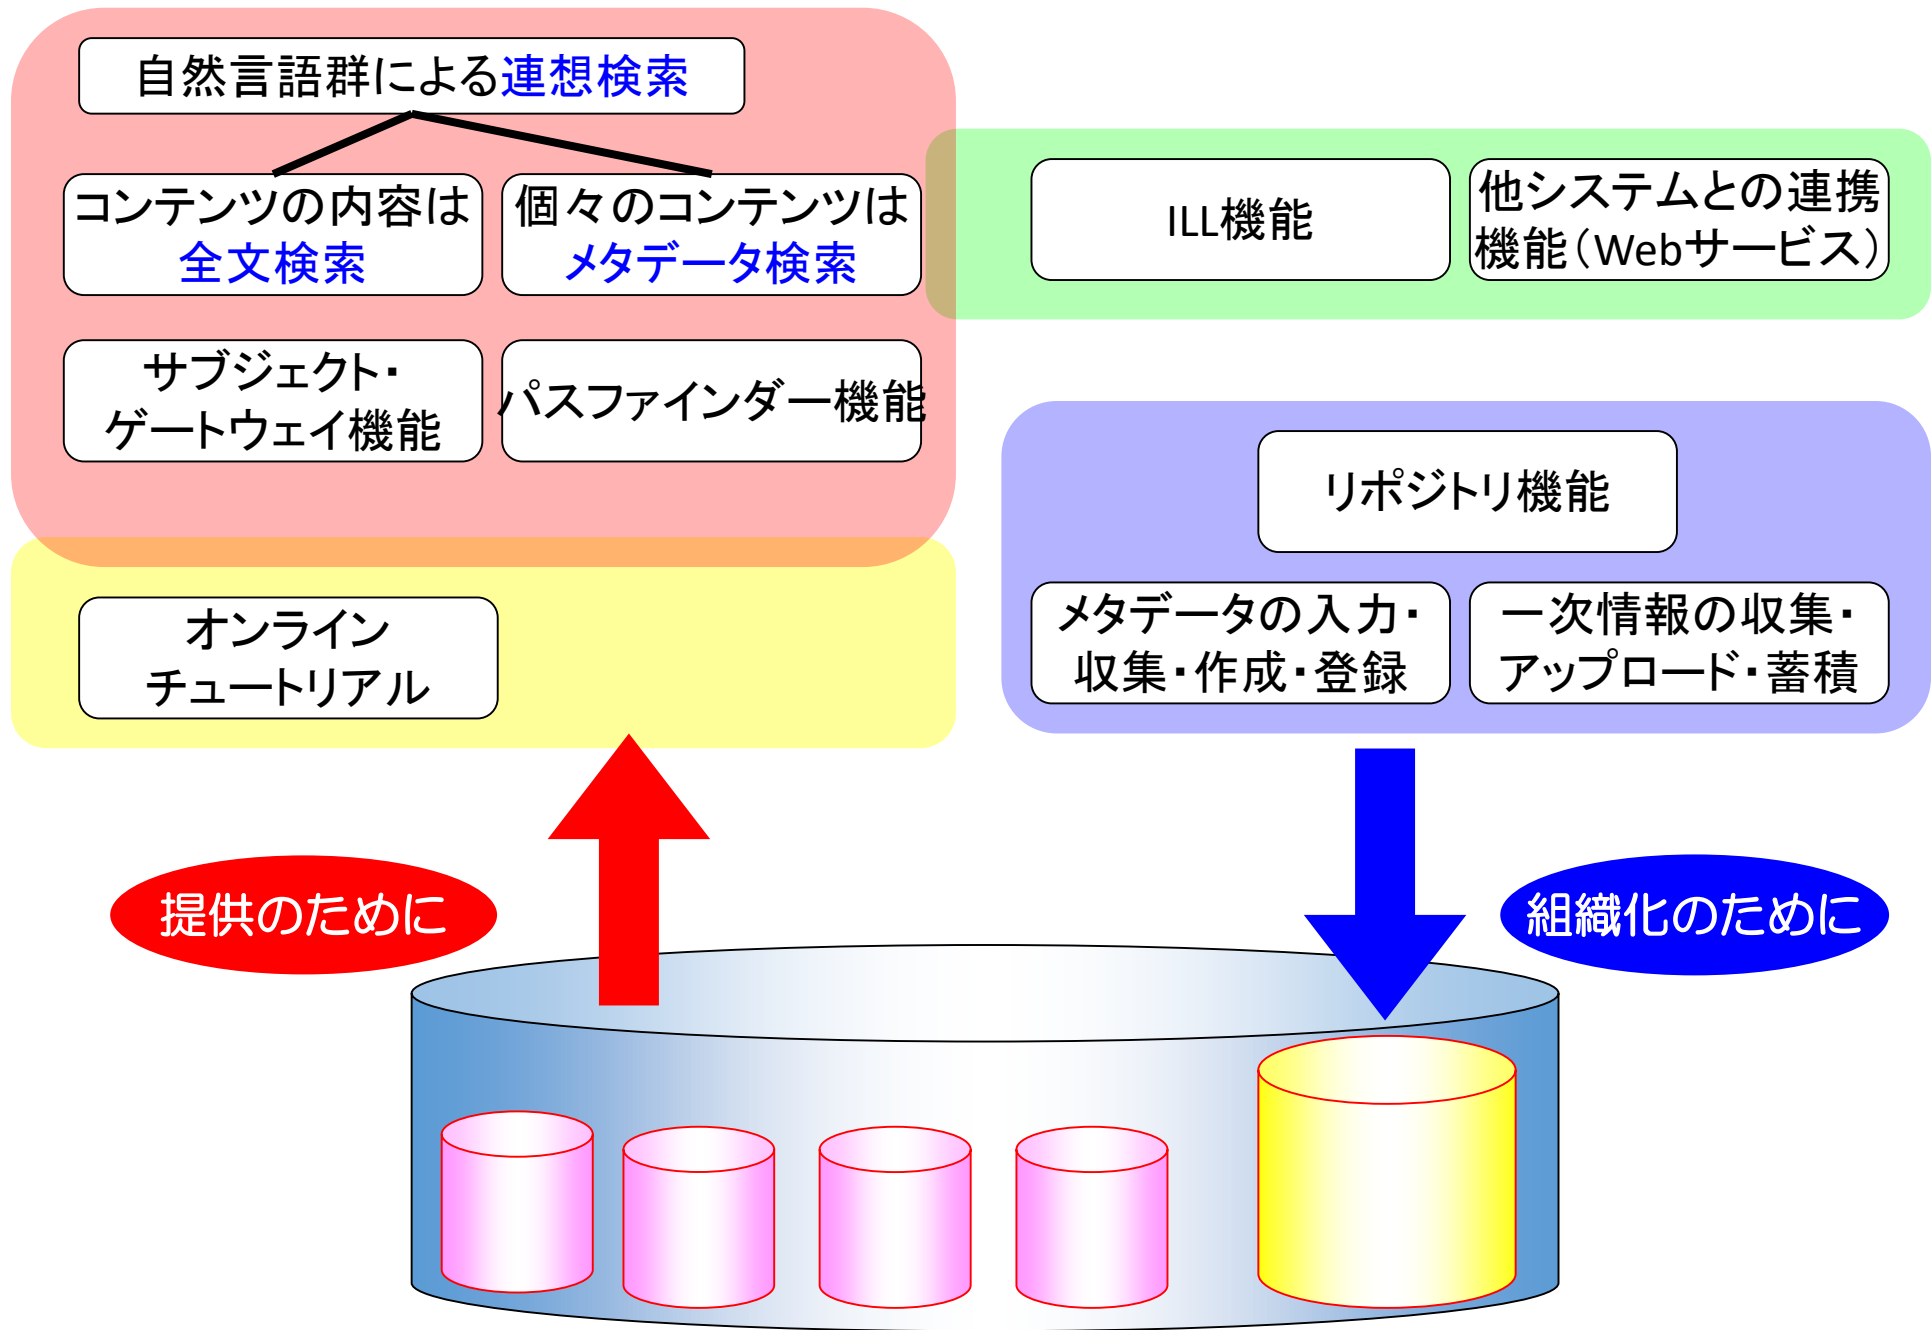 自然言語群による連想検索
コンテンツの内容は
全文検索
個々のコンテンツは
メタデータ検索
ILL機能
他システムとの連携
機能（Webサービス）
サブジェクト・
ゲートウェイ機能
パスファインダー機能
リポジトリ機能
オンライン
チュートリアル
メタデータの入力・
収集・作成・登録
一次情報の収集・
アップロード・蓄積
提供のために
組織化のために